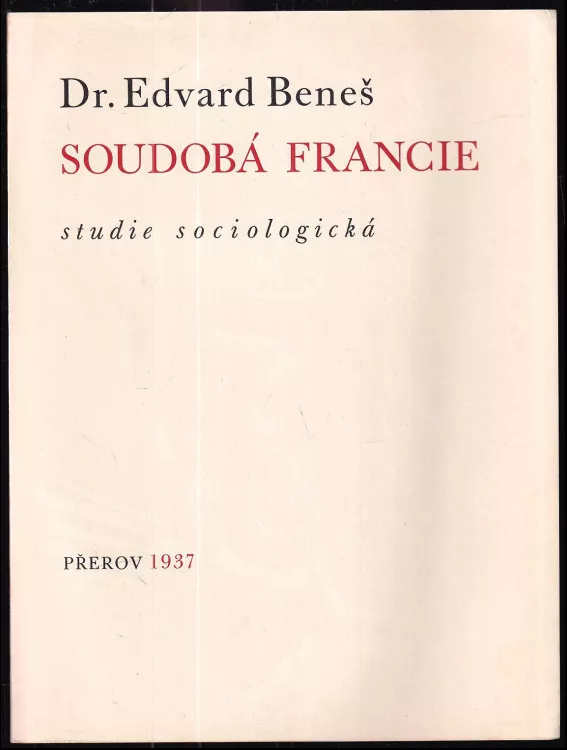 Dr. Edvard Beneš
SOUDOBÁ FRANCIE
studie sociologická
PŘEROV 1937